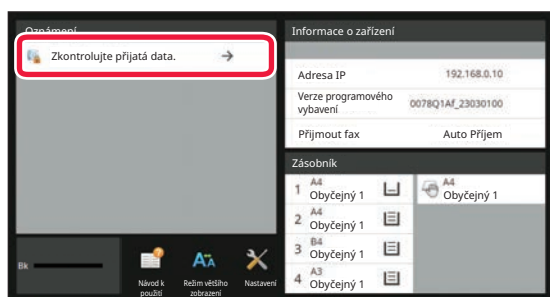 Oznámení
Zkontrolujte přijatá data.
Informace o zařízení
Adresa IP 192.168.0.10
Verze programového
vybavení 0078Q1Af_23030100
Přijmout fax Auto Příjem
Zásobník
1 A4
Obyčejný 1
2 A4
Obyčejný 1
3 B4
Obyčejný 1
4 A3
Obyčejný 1
A4
Obyčejný 1
Bk
Návod k
použití
Režim většího
zobrazení
Nastavení